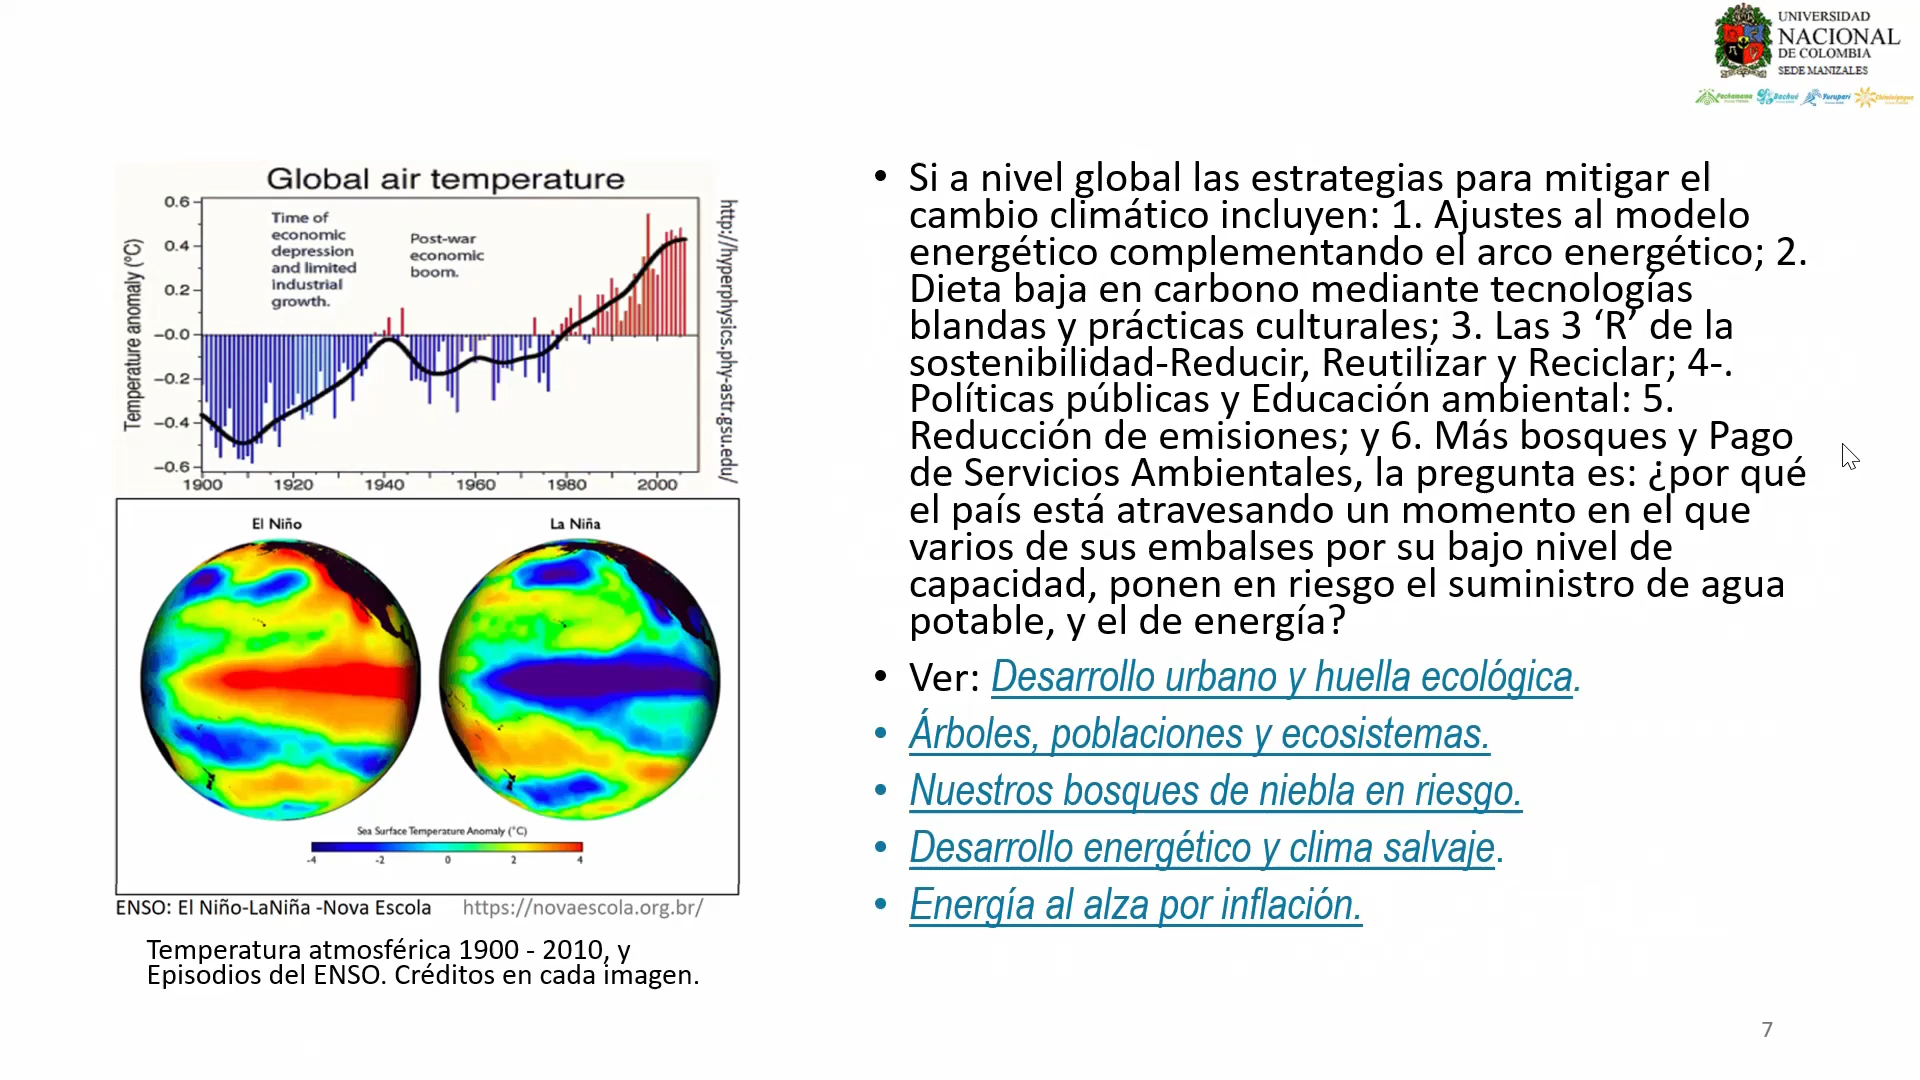 UNIVERSIDAD
NACIONAL
DE COLOMBIA
SEDE MANIZALES
Pachamama
Bachué
Yurupari
Global air temperature
0.6
0.4
0.2
-0.0
-0.2
-0.4
-0.6
Temperature anomaly (°C)
Time of
economic
depression
and limited
industrial
growth.
Post-war
economic
boom.
1900
1920
1940
1960
1980
2000
http://hyperphysics.phy-astr.gsu.edu/
El Niño
La Niña
Sea Surface Temperature Anomaly (°C)
-4
-2
0
2
4
ENSO: El Niño-LaNiña -Nova Escola
https://novaescola.org.br/
Temperatura atmosférica 1900 - 2010, y
Episodios del ENSO. Créditos en cada imagen.
• Si a nivel global las estrategias para mitigar el
cambio climático incluyen: 1. Ajustes al modelo
energético complementando el arco energético; 2.
Dieta baja en carbono mediante tecnologías
blandas y prácticas culturales; 3. Las 3 ‘R’ de la
sostenibilidad-Reducir, Reutilizar y Reciclar; 4-.
Políticas públicas y Educación ambiental: 5.
Reducción de emisiones; y 6. Más bosques y Pago
de Servicios Ambientales, la pregunta es: ¿por qué
el país está atravesando un momento en el que
varios de sus embalses por su bajo nivel de
capacidad, ponen en riesgo el suministro de agua
potable, y el de energía?
• Ver: Desarrollo urbano y huella ecológica.
• Árboles, poblaciones y ecosistemas.
• Nuestros bosques de niebla en riesgo.
• Desarrollo energético y clima salvaje.
• Energía al alza por inflación.
7